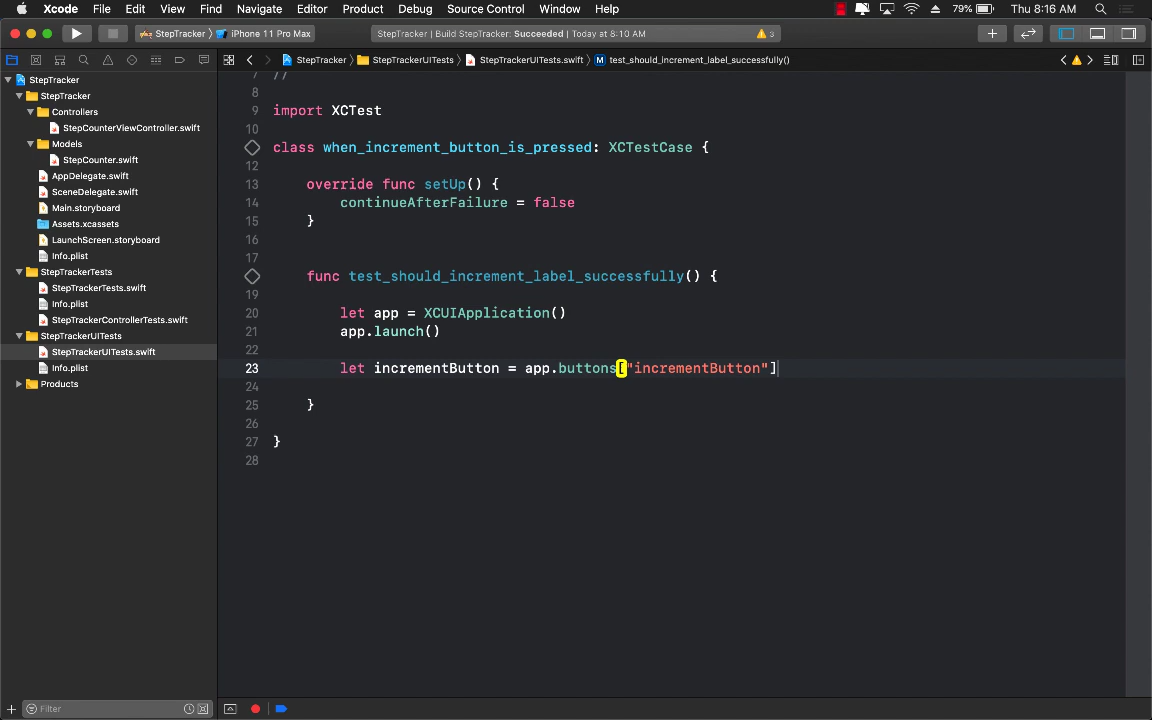 Xcode File Edit View Find Navigate Editor Product Debug Source Control Window Help 79% Thu 8:16 AM
StepTracker iPhone 11 Pro Max StepTracker | Build StepTracker: Succeeded | Today at 8:10 AM 3
StepTracker StepTrackerUITests StepTrackerUITests.swift M test_should_increment_label_successfully()
StepTracker
StepTracker
Controllers
StepCounterViewController.swift
Models
StepCounter.swift
AppDelegate.swift
SceneDelegate.swift
Main.storyboard
Assets.xcassets
LaunchScreen.storyboard
Info.plist
StepTrackerTests
StepTrackerTests.swift
Info.plist
StepTrackerControllerTests.swift
StepTrackerUITests
StepTrackerUITests.swift
Info.plist
Products
Filter
7 //
8
9 import XCTest
10
11 class when_increment_button_is_pressed: XCTestCase {
12
13 override func setUp() {
14 continueAfterFailure = false
15 }
16
17
18 func test_should_increment_label_successfully() {
19
20 let app = XCUIApplication()
21 app.launch()
22
23 let incrementButton = app.buttons["incrementButton"]
24
25 }
26
27 }
28